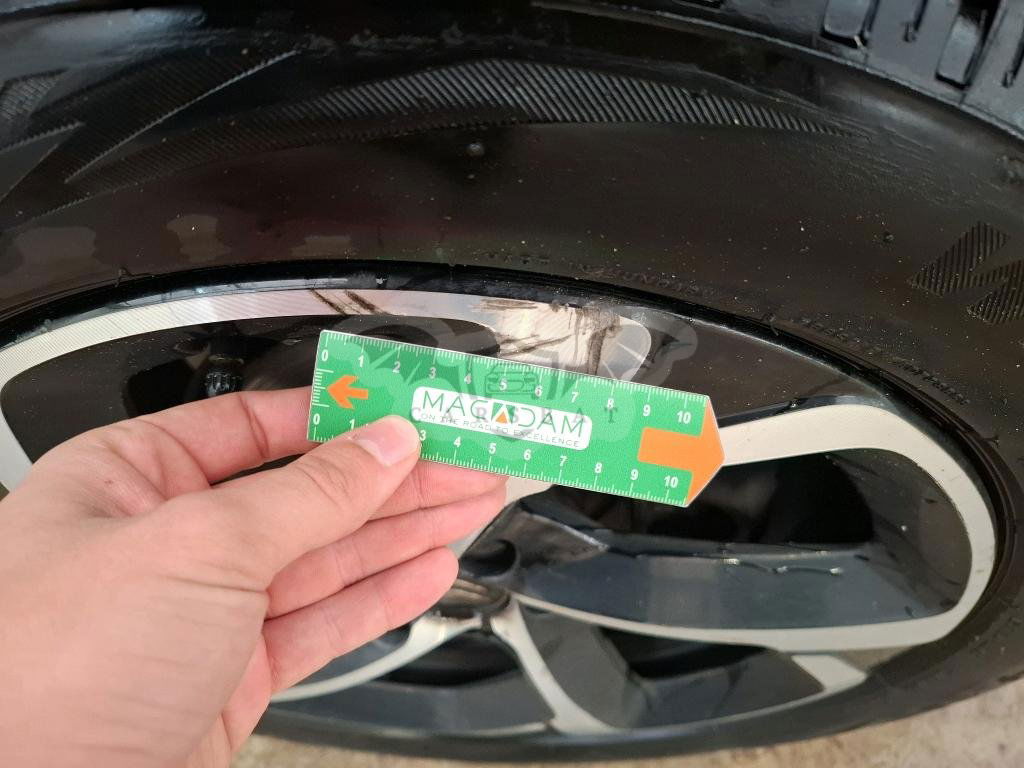 0 1 2 3 4 5 6 7 8 9 10
MACADAM
ON THE ROAD TO EXCELLENCE
0 1 3 4 5 6 7 8 9 10